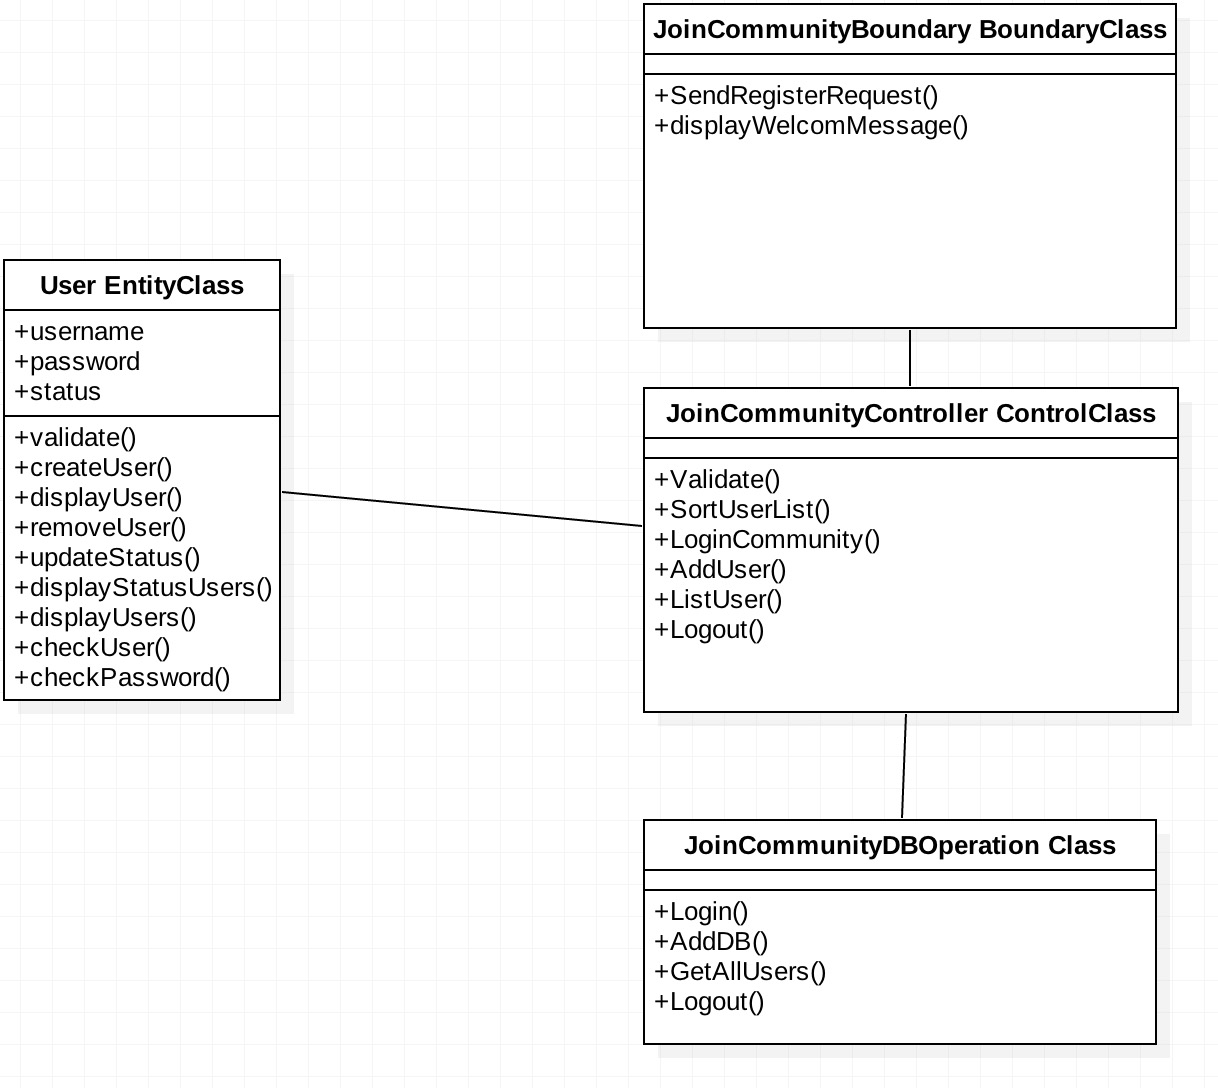 JoinCommunityBoundary BoundaryClass
+SendRegisterRequest()
+displayWelcomMessage()
User EntityClass
+username
+password
+status
+validate()
+createUser()
+displayUser()
+removeUser()
+updateStatus()
+displayStatusUsers()
+displayUsers()
+checkUser()
+checkPassword()
JoinCommunityController ControlClass
+Validate()
+SortUserList()
+LoginCommunity()
+AddUser()
+ListUser()
+Logout()
JoinCommunityDBOperation Class
+Login()
+AddDB()
+GetAllUsers()
+Logout()